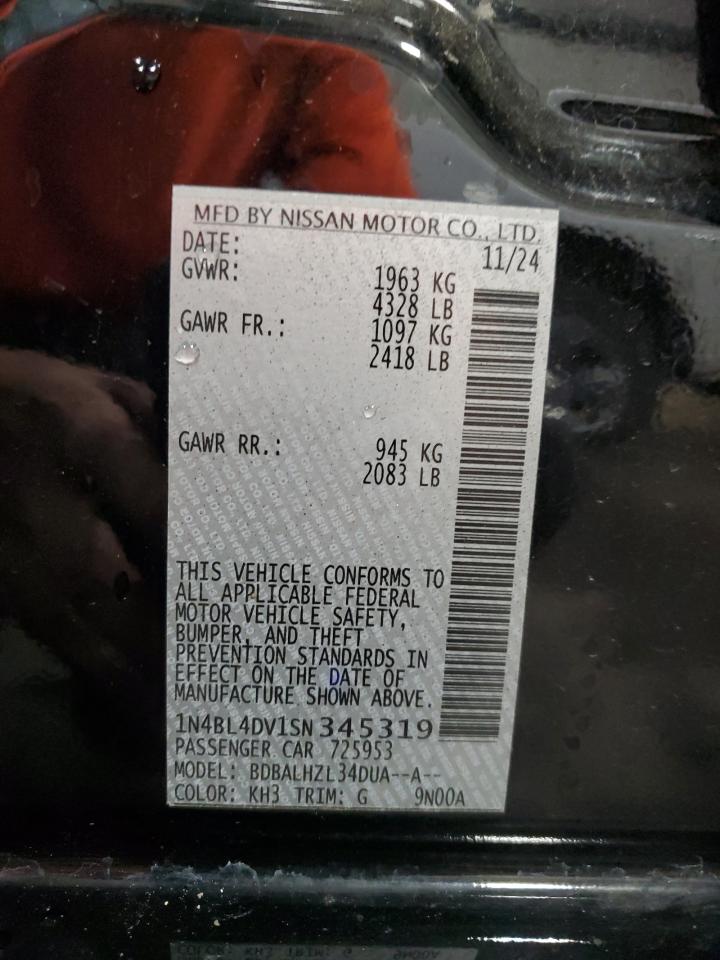 MFD BY NISSAN MOTOR CO., LTD.
DATE: 11/24
GVWR: 1963 KG
4328 LB
GAWR FR.: 1097 KG
2418 LB
GAWR RR.: 945 KG
2083 LB
THIS VEHICLE CONFORMS TO
ALL APPLICABLE FEDERAL
MOTOR VEHICLE SAFETY,
BUMPER, AND THEFT
PREVENTION STANDARDS IN
EFFECT ON THE DATE OF
MANUFACTURE SHOWN ABOVE.
1N4BL4DV1SN345319
PASSENGER CAR 725953
MODEL: BDBALHZL34DUA--A--
COLOR: KH3 TRIM: G 9N00A